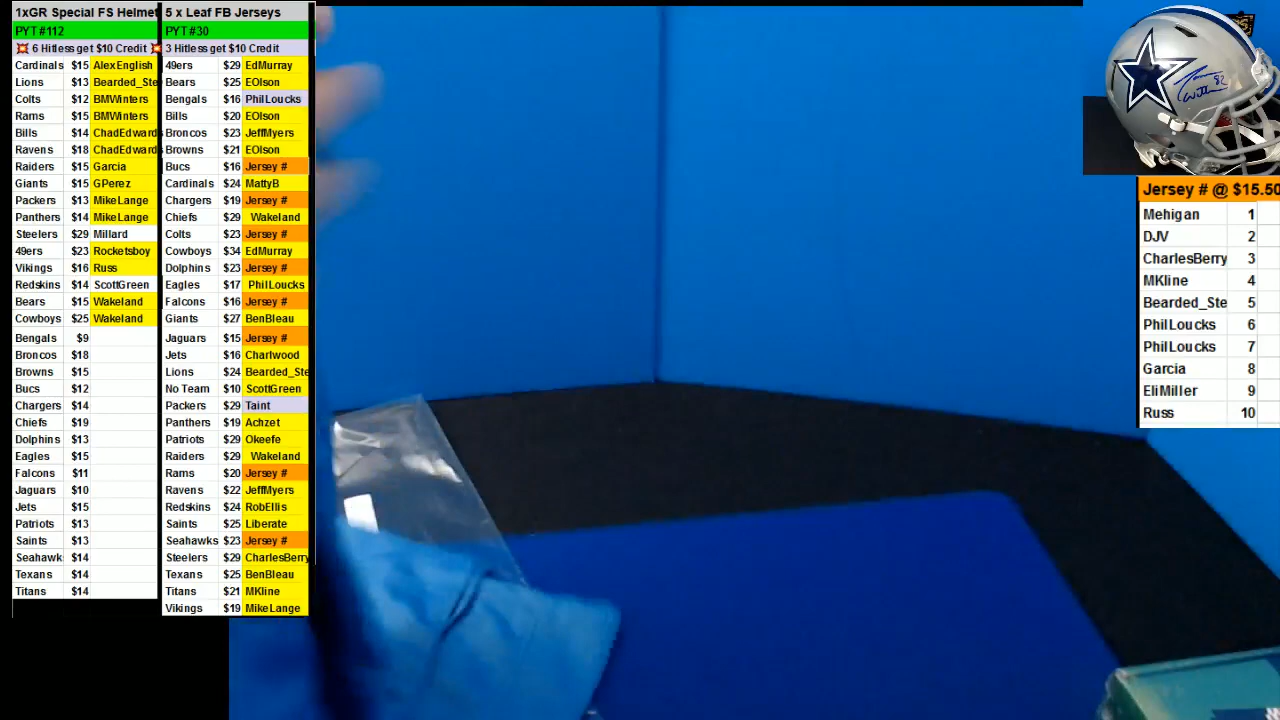 1xGR Special FS Helmet
PYT #112
💥 6 Hitless get $10 Credit 💥
Cardinals $15 AlexEnglish
Lions $13 Bearded_Ste
Colts $12 BMWinters
Rams $15 BMWinters
Bills $14 ChadEdwards
Ravens $18 ChadEdwards
Raiders $15 Garcia
Giants $15 GPerez
Packers $13 MikeLange
Panthers $14 MikeLange
Steelers $29 Millard
49ers $23 Rocketsboy
Vikings $16 Russ
Redskins $14 ScottGreen
Bears $15 Wakeland
Cowboys $25 Wakeland
Bengals $9
Broncos $18
Browns $15
Bucs $12
Chargers $14
Chiefs $19
Dolphins $13
Eagles $15
Falcons $11
Jaguars $10
Jets $15
Patriots $13
Saints $13
Seahawk $14
Texans $14
Titans $14
5 x Leaf FB Jerseys
PYT #30
3 Hitless get $10 Credit
49ers $29 EdMurray
Bears $25 EOlson
Bengals $16 PhilLoucks
Bills $20 EOlson
Broncos $23 JeffMyers
Browns $21 EOlson
Bucs $16 Jersey #
Cardinals $24 MattyB
Chargers $19 Jersey #
Chiefs $29 Wakeland
Colts $23 Jersey #
Cowboys $34 EdMurray
Dolphins $23 Jersey #
Eagles $17 PhilLoucks
Falcons $16 Jersey #
Giants $27 BenBleau
Jaguars $15 Jersey #
Jets $16 Charlwood
Lions $24 Bearded_Ste
No Team $10 ScottGreen
Packers $29 Taint
Panthers $19 Achzet
Patriots $29 Okeefe
Raiders $29 Wakeland
Rams $20 Jersey #
Ravens $22 JeffMyers
Redskins $24 RobEllis
Saints $25 Liberate
Seahawks $23 Jersey #
Steelers $29 CharlesBerry
Texans $25 BenBleau
Titans $21 MKline
Vikings $19 MikeLange
Jersey # @ $15.50
Mehigan 1
DJV 2
CharlesBerry 3
MKline 4
Bearded_Ste 5
PhilLoucks 6
PhilLoucks 7
Garcia 8
EliMiller 9
Russ 10